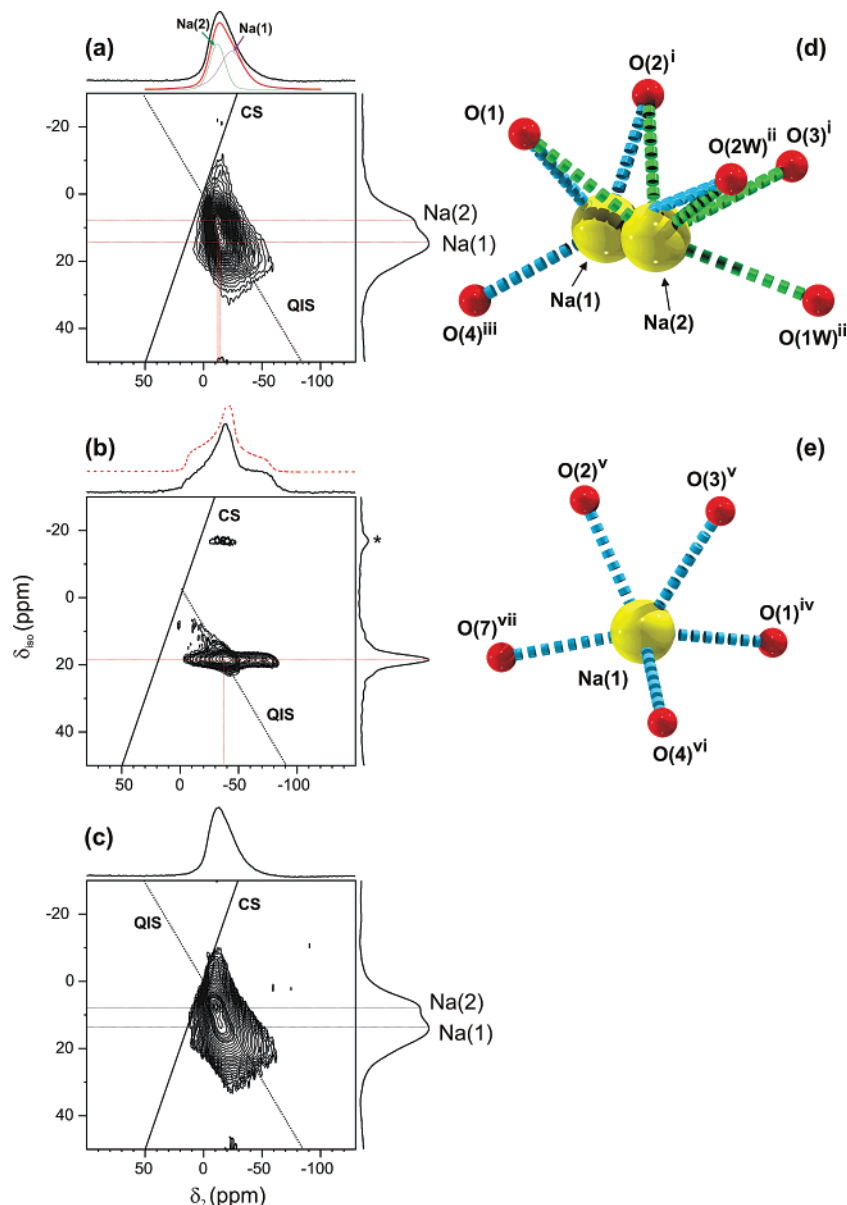 (a)
Na(2)
Na(1)
CS
QIS
-20
0
20
40
50
0
-50
-100
Na(2)
Na(1)
(d)
O(2)i
O(1)
O(2W)ii
O(3)i
Na(1)
Na(2)
O(4)iii
O(1W)ii
(b)
CS
QIS
*
δiso (ppm)
-20
0
20
40
50
0
-50
-100
(e)
O(2)v
O(3)v
O(7)vii
O(1)iv
Na(1)
O(4)vi
(c)
QIS
CS
-20
0
20
40
50
0
-50
-100
Na(2)
Na(1)
δ2 (ppm)